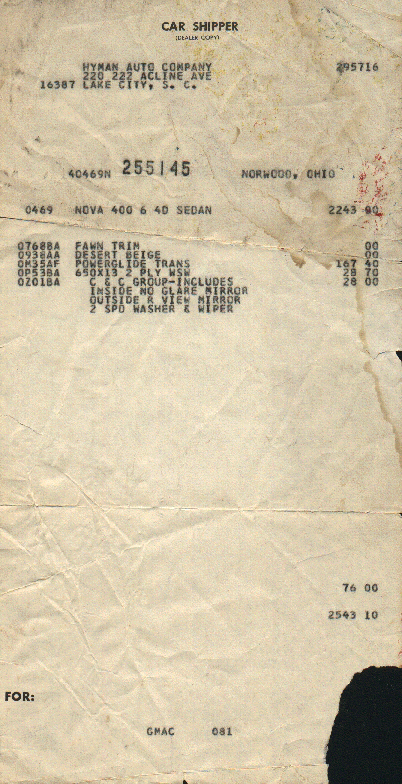 CAR SHIPPER
(DEALER COPY)
HYMAN AUTO COMPANY 295716
220 222 ACLINE AVE
16387 LAKE CITY, S. C.
40469N 255145 NORWOOD, OHIO
0469 NOVA 400 6 4D SEDAN 2243 00
0768BA FAWN TRIM 00
0938AA DESERT BEIGE 00
0M35AF POWERGLIDE TRANS 167 40
0P53BA 650X13 2 PLY WSW 28 70
0Z01BA C & C GROUP-INCLUDES 28 00
INSIDE NO GLARE MIRROR
OUTSIDE R VIEW MIRROR
2 SPD WASHER & WIPER
76 00
2543 10
FOR:
GMAC 081